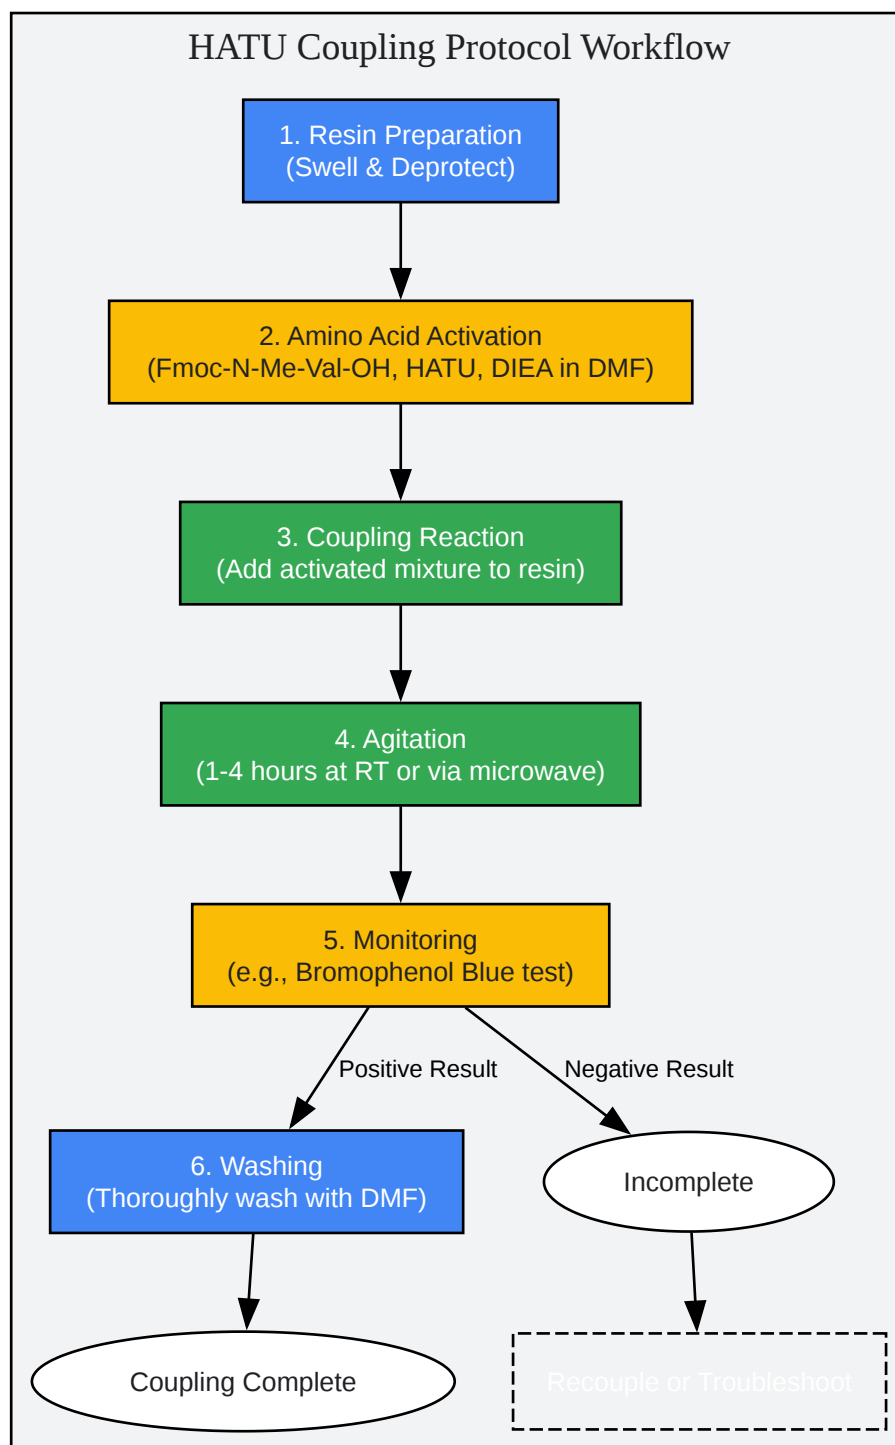 HATU Coupling Protocol Workflow
1. Resin Preparation
(Swell & Deprotect)
2. Amino Acid Activation
(Fmoc-N-Me-Val-OH, HATU, DIEA in DMF)
3. Coupling Reaction
(Add activated mixture to resin)
4. Agitation
(1-4 hours at RT or via microwave)
5. Monitoring
(e.g., Bromophenol Blue test)
Positive Result
Negative Result
6. Washing
(Thoroughly wash with DMF)
Incomplete
Coupling Complete
Recouple or Troubleshoot